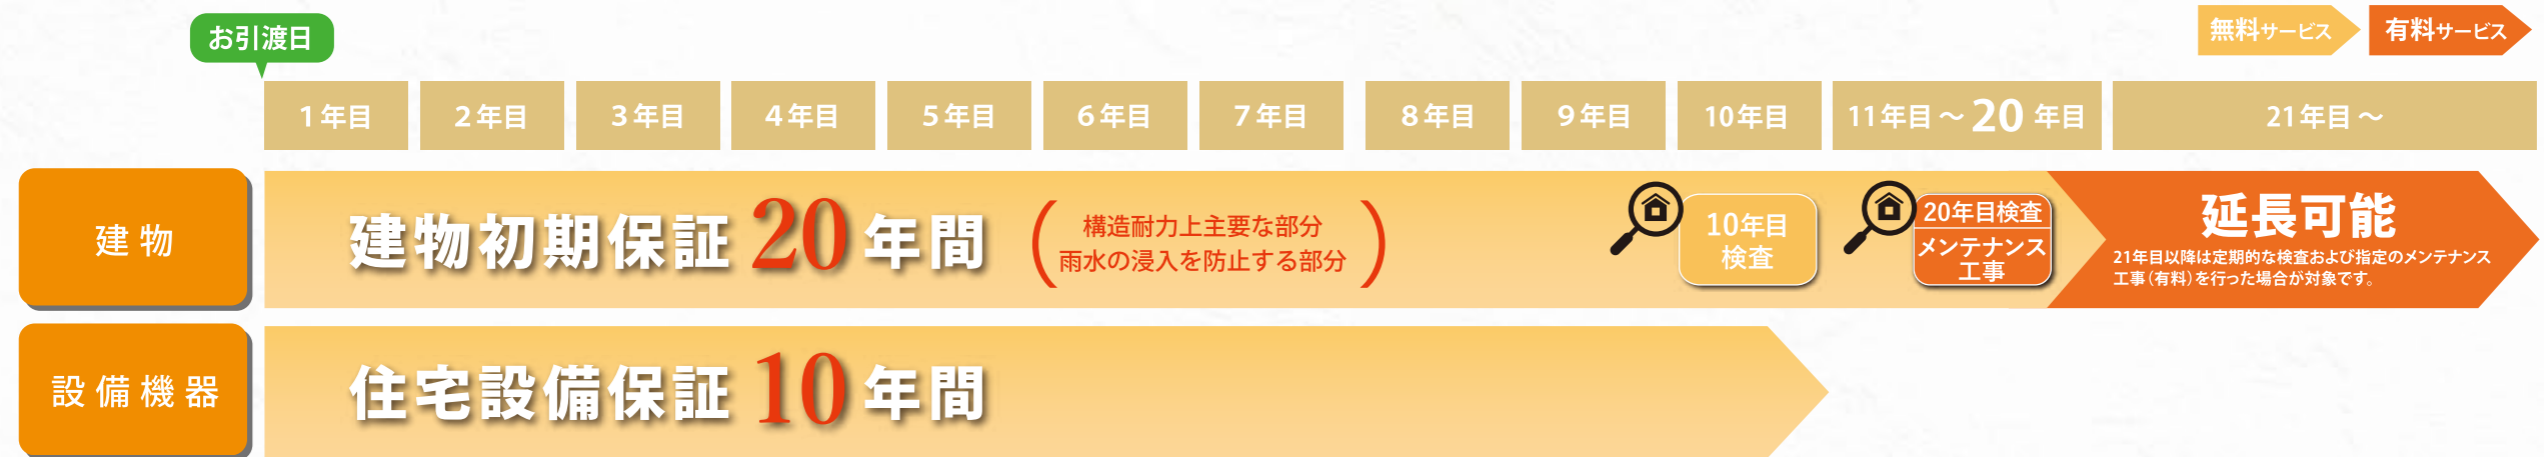 お引渡日
無料サービス
有料サービス
1年目
2年目
3年目
4年目
5年目
6年目
7年目
8年目
9年目
10年目
11年目～20年目
21年目～
建物
建物初期保証20年間
構造耐力上主要な部分
雨水の浸入を防止する部分
10年目
検査
20年目検査
メンテナンス
工事
延長可能
21年目以降は定期的な検査および指定のメンテナンス
工事（有料）を行った場合が対象です。
設備機器
住宅設備保証10年間